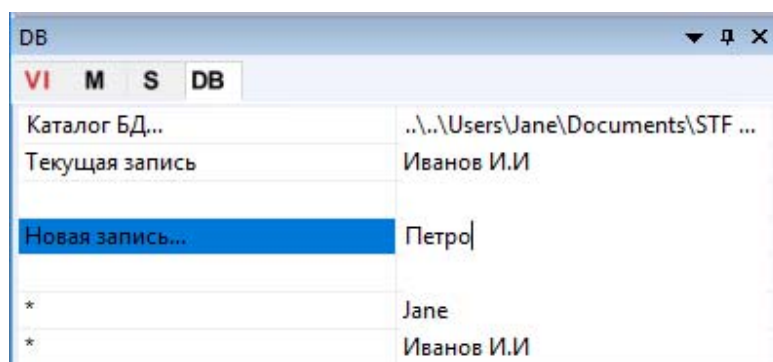 DB
VI M S DB
Каталог БД... ..\..\Users\Jane\Documents\STF ...
Текущая запись Иванов И.И
Новая запись... Петро
* Jane
* Иванов И.И